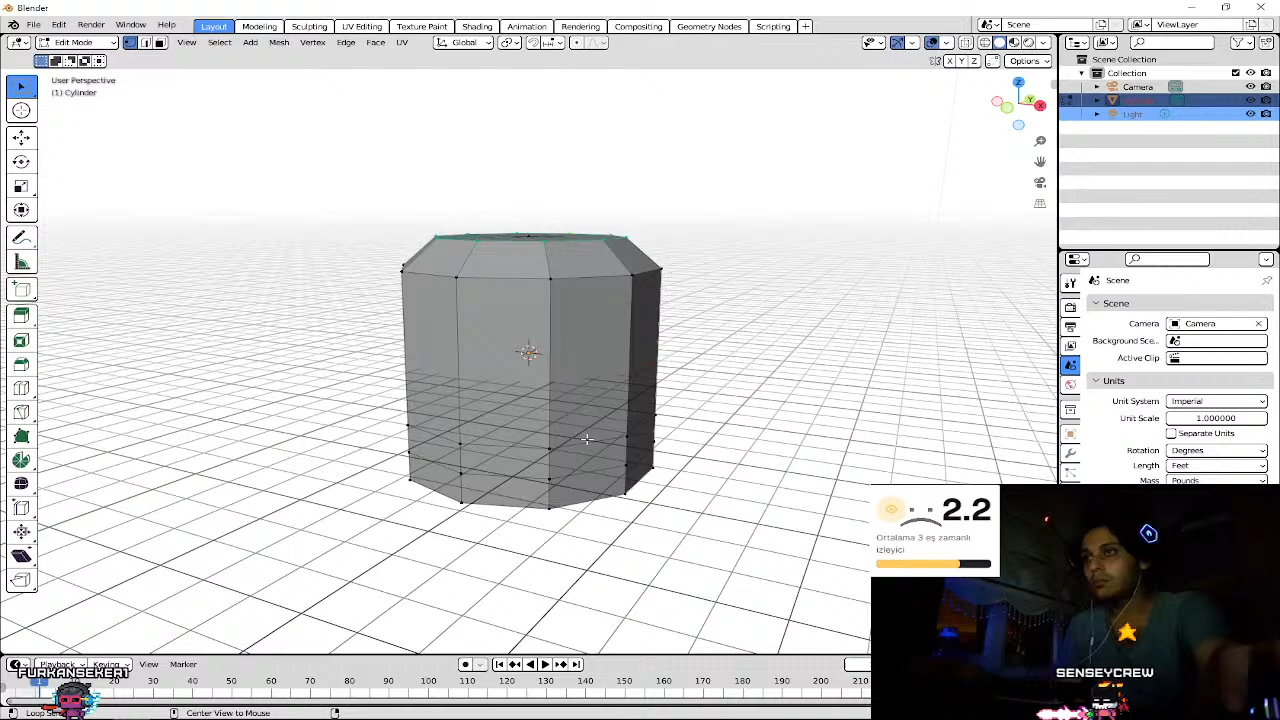 Blender
File Edit Render Window Help
Layout Modeling Sculpting UV Editing Texture Paint Shading Animation Rendering Compositing Geometry Nodes Scripting +
Scene
ViewLayer
Edit Mode View Select Add Mesh Vertex Edge Face UV Global
X Y Z Options
User Perspective
(1) Cylinder
Z
Y
X
Scene Collection
Collection
Camera
Light
Scene
Scene
Camera Camera
Background Sce...
Active Clip
Units
Unit System Imperial
Unit Scale 1.000000
Separate Units
Rotation Degrees
Length Feet
Mass Pounds
2.2
Ortalama 3 eş zamanlı
izleyici
SENSEYCREW
Playback Keying View Marker
FURKANSEKER1
1 20 30 40 50 60 70 80 90 100 110 120 130 140 150 160 170 180
Loop Sel
Center View to Mouse